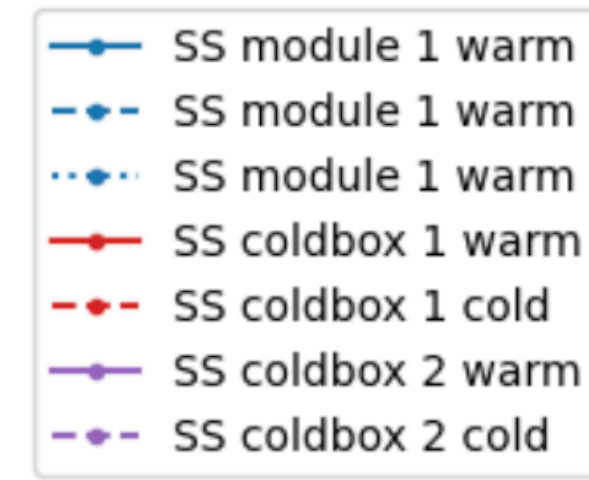 SS module 1 warm
SS module 1 warm
SS module 1 warm
SS coldbox 1 warm
SS coldbox 1 cold
SS coldbox 2 warm
SS coldbox 2 cold